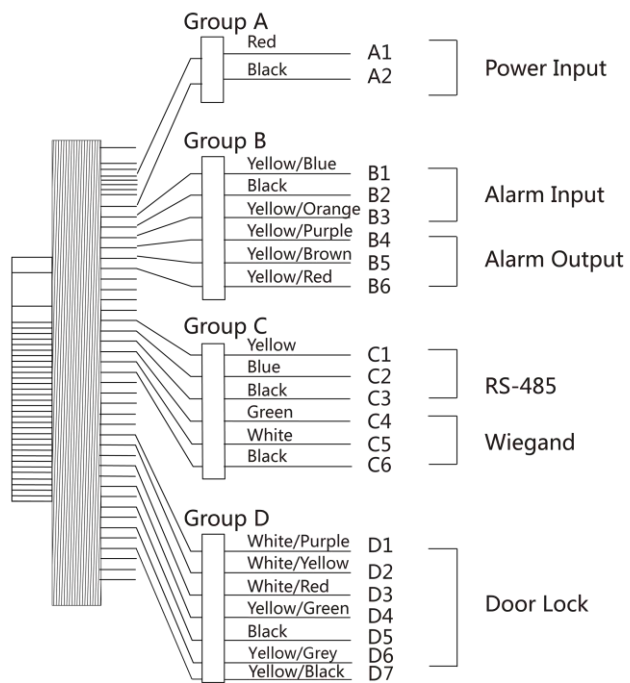 Group A
Red A1
Black A2
Power Input
Group B
Yellow/Blue B1
Black B2
Yellow/Orange B3
Alarm Input
Yellow/Purple B4
Yellow/Brown B5
Yellow/Red B6
Alarm Output
Group C
Yellow C1
Blue C2
Black C3
RS-485
Green C4
White C5
Black C6
Wiegand
Group D
White/Purple D1
White/Yellow D2
White/Red D3
Yellow/Green D4
Black D5
Yellow/Grey D6
Yellow/Black D7
Door Lock